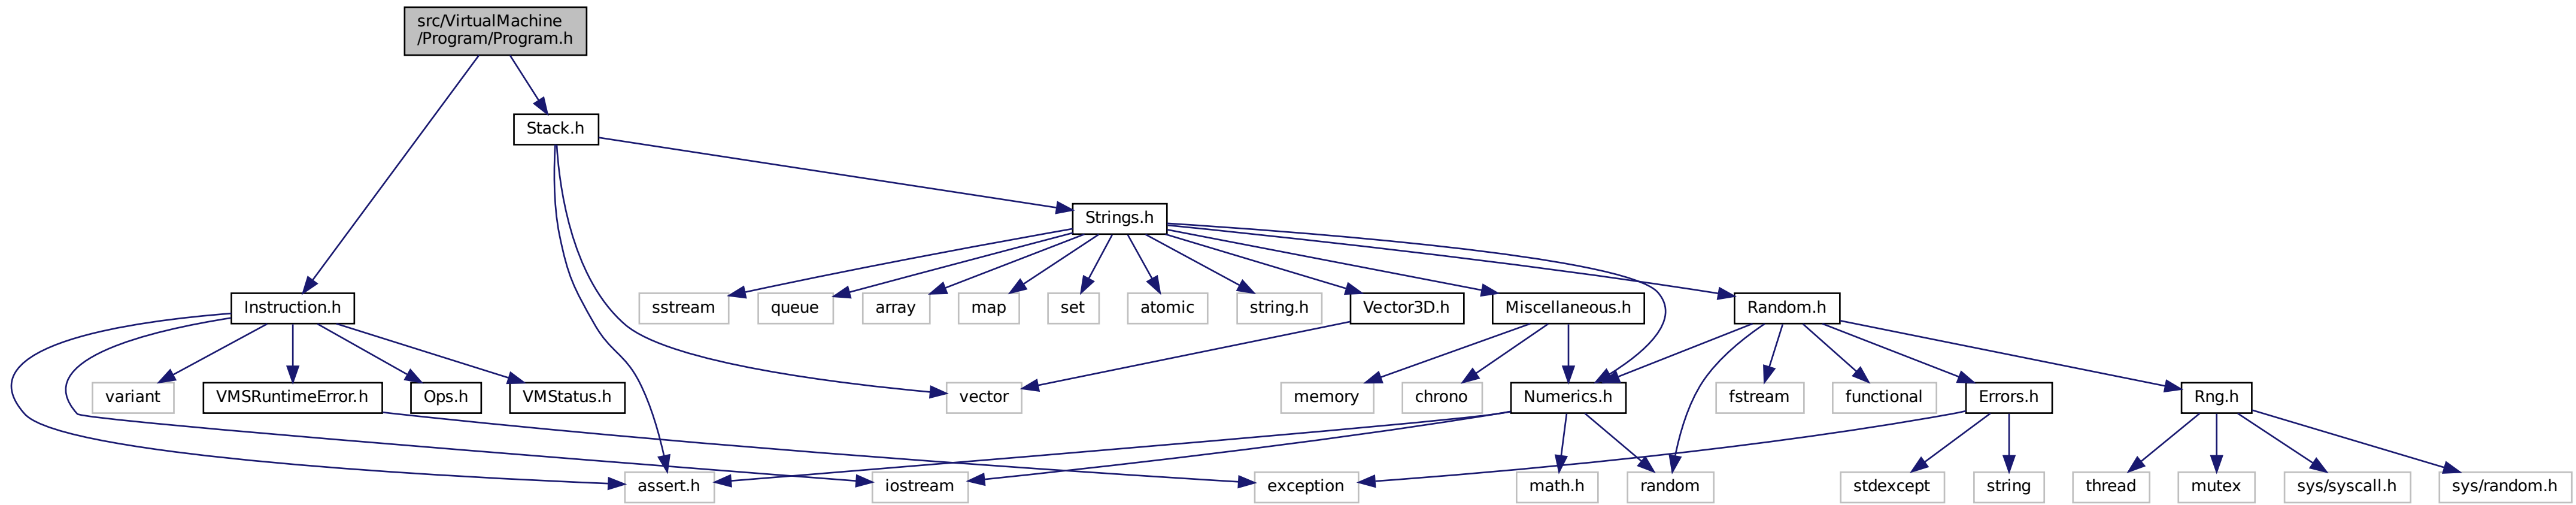 src/VirtualMachine
/Program/Program.h
Stack.h
Strings.h
Instruction.h
sstream
queue
array
map
set
atomic
string.h
Vector3D.h
Miscellaneous.h
Random.h
variant
VMSRuntimeError.h
Ops.h
VMStatus.h
vector
memory
chrono
Numerics.h
fstream
functional
Errors.h
Rng.h
assert.h
iostream
exception
math.h
random
stdexcept
string
thread
mutex
sys/syscall.h
sys/random.h